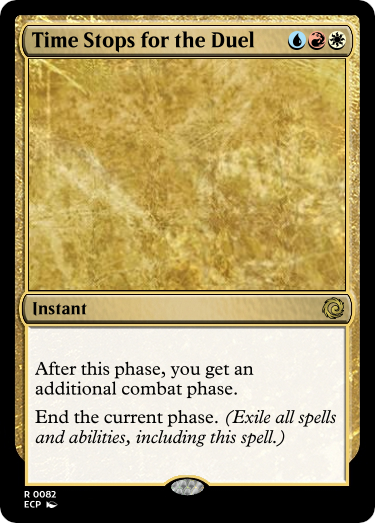 Time Stops for the Duel
Instant
After this phase, you get an
additional combat phase.
End the current phase. (Exile all spells
and abilities, including this spell.)
R 0082
ECP